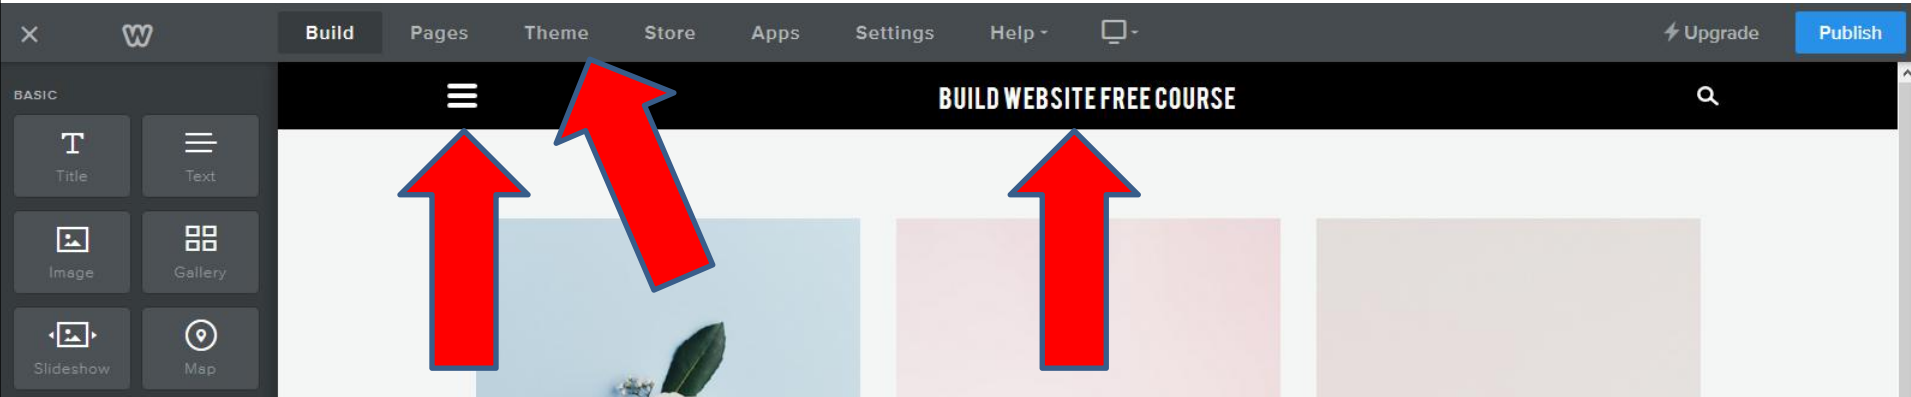 Build Pages Theme Store Apps Settings Help Upgrade Publish
BASIC
BUILD WEBSITE FREE COURSE
Title Text
Image Gallery
Slideshow Map